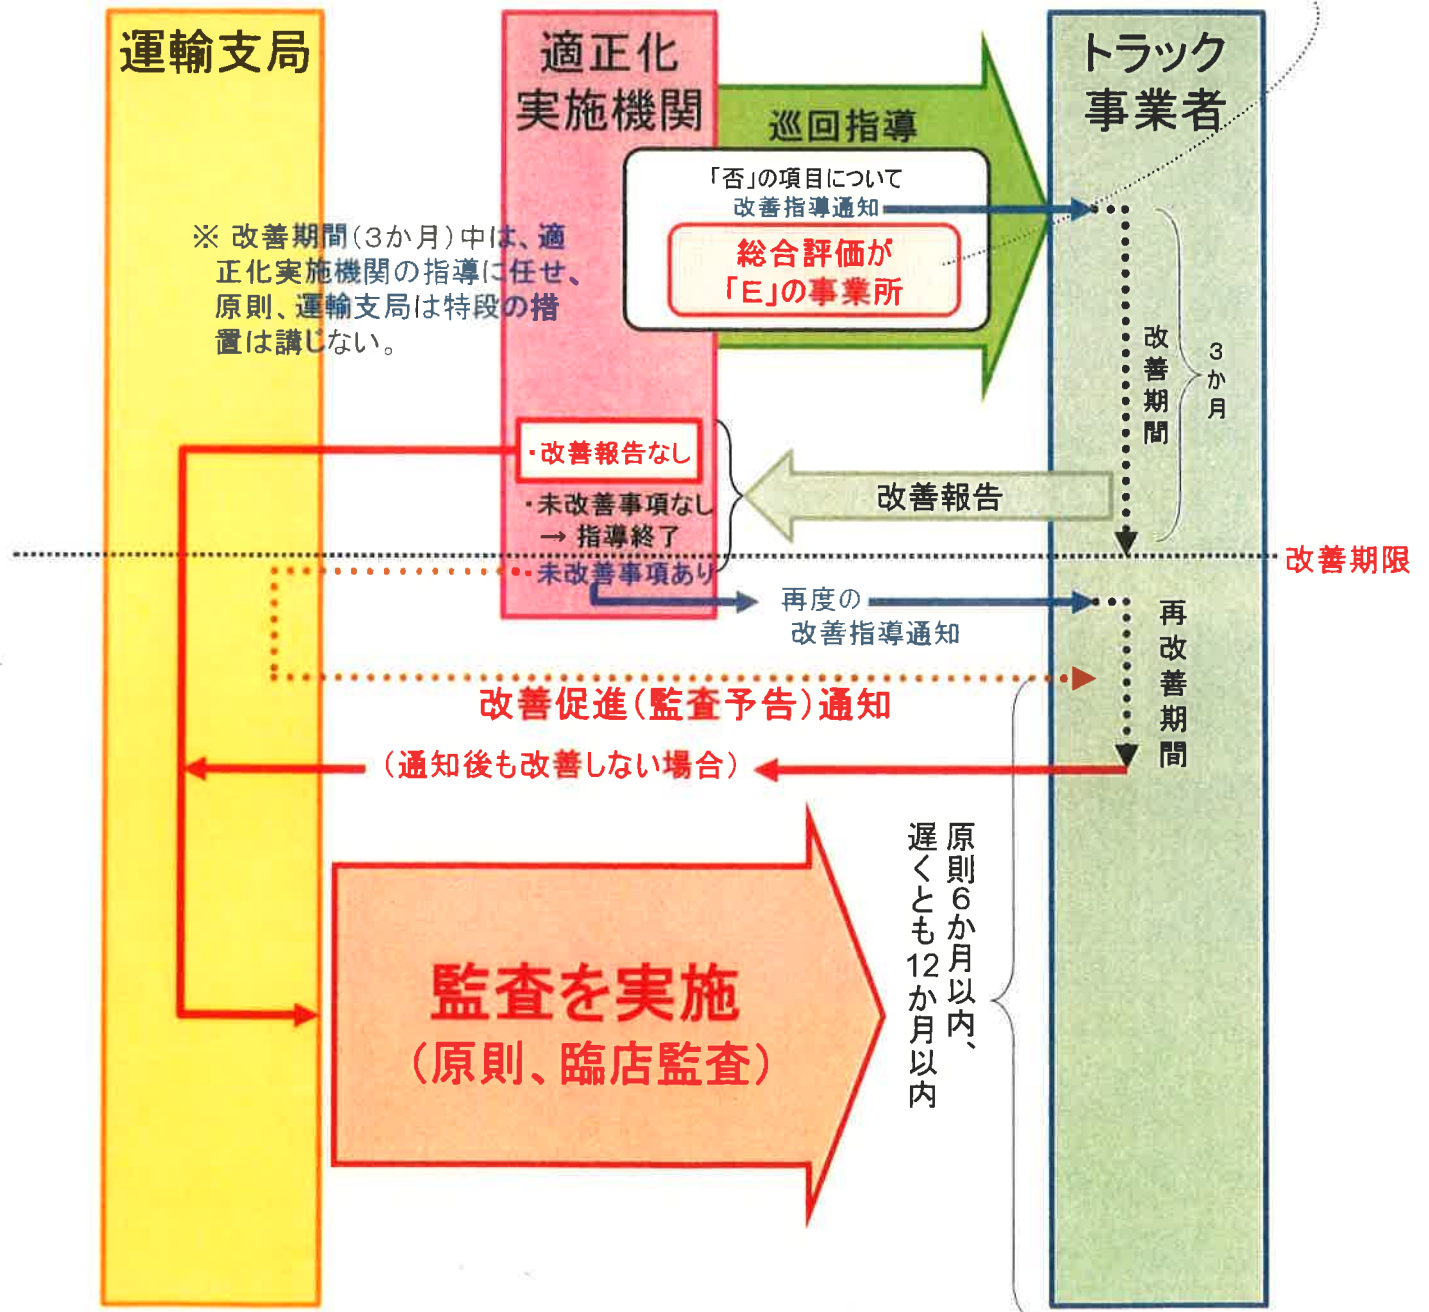 運輸支局
適正化
実施機関
トラック
事業者
巡回指導
「否」の項目について
改善指導通知
総合評価が
「E」の事業所
※ 改善期間(3か月)中は、適
正化実施機関の指導に任せ、
原則、運輸支局は特段の措
置は講じない。
改善期間
3か月
・改善報告なし
・未改善事項なし
→ 指導終了
改善報告
改善期限
・未改善事項あり
再度の
改善指導通知
再改善期間
改善促進(監査予告)通知
(通知後も改善しない場合)
原則6か月以内、
遅くとも12か月以内
監査を実施
(原則、臨店監査)